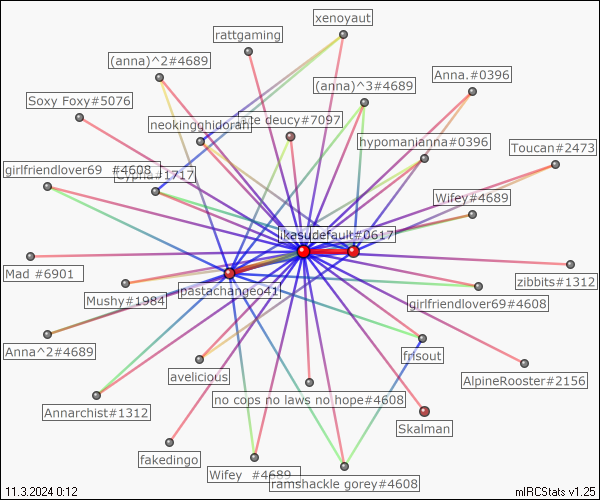 xenoyaut
rattgaming
(anna)^2#4689
(anna)^3#4689
Anna.#0396
Soxy Foxy#5076
neokingghidorah
deucy#7097
hypomanianna#0396
Toucan#2473
girlfriendlover69 #4608
Cypria#1717
Wifey#4689
ikasu
default#0617
Mad #6901
pastachangeo41
zibbits#1312
Mushy#1984
girlfriendlover69#4608
Anna^2#4689
frisout
avelicious
AlpineRooster#2156
no cops no laws no hope#4608
Annarchist#1312
Skalman
fakedingo
Wifey #4689
ramshackle gorey#4608
11.3.2024 0:12
mIRCStats v1.25